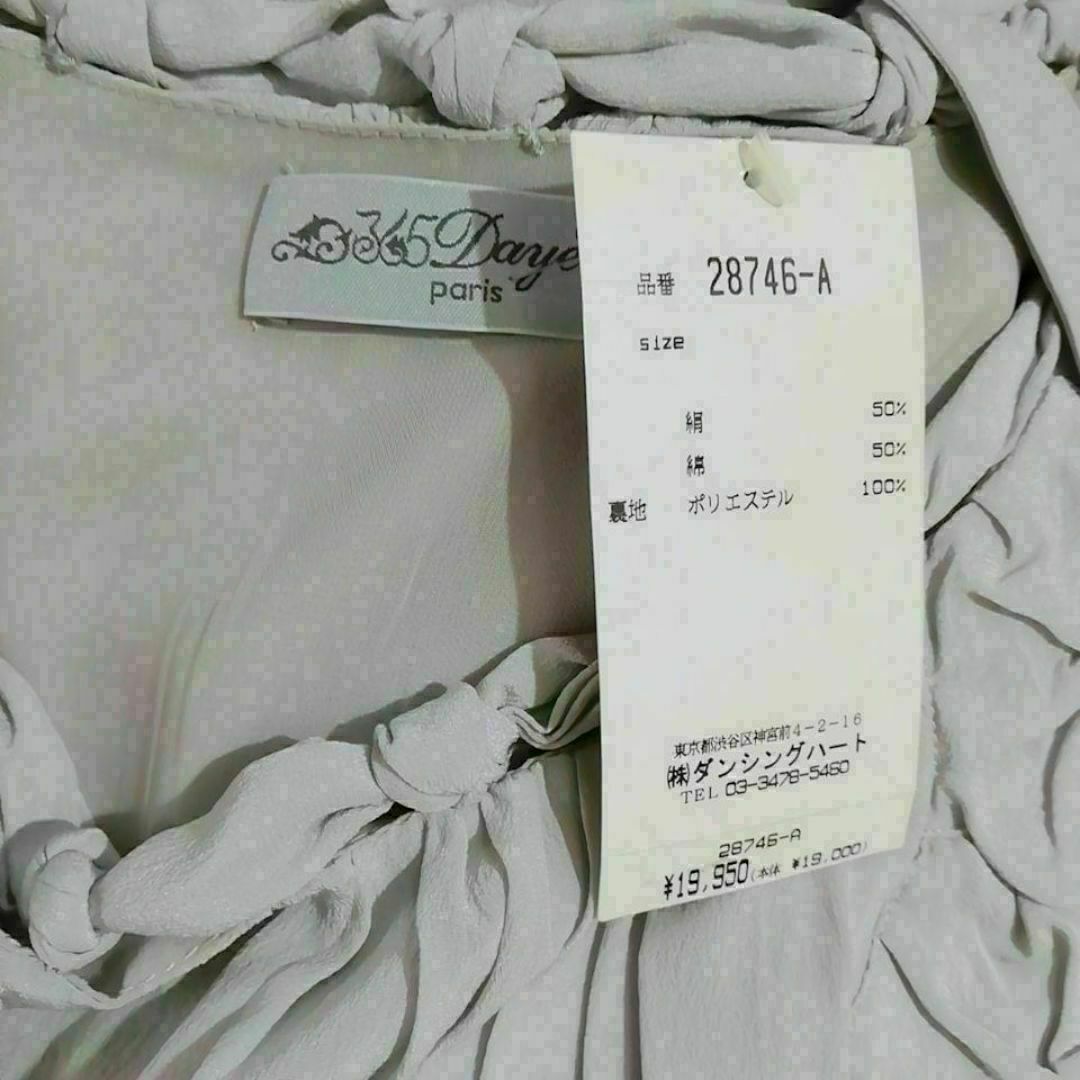 365 Daye
paris
品番 28746-A
size
絹 50%
綿 50%
裏地 ポリエステル 100%
東京都渋谷区神宮前4-2-16
(株)ダンシングハート
TEL 03-3478-5460
28746-A
¥19,950(本体 ¥19,000)